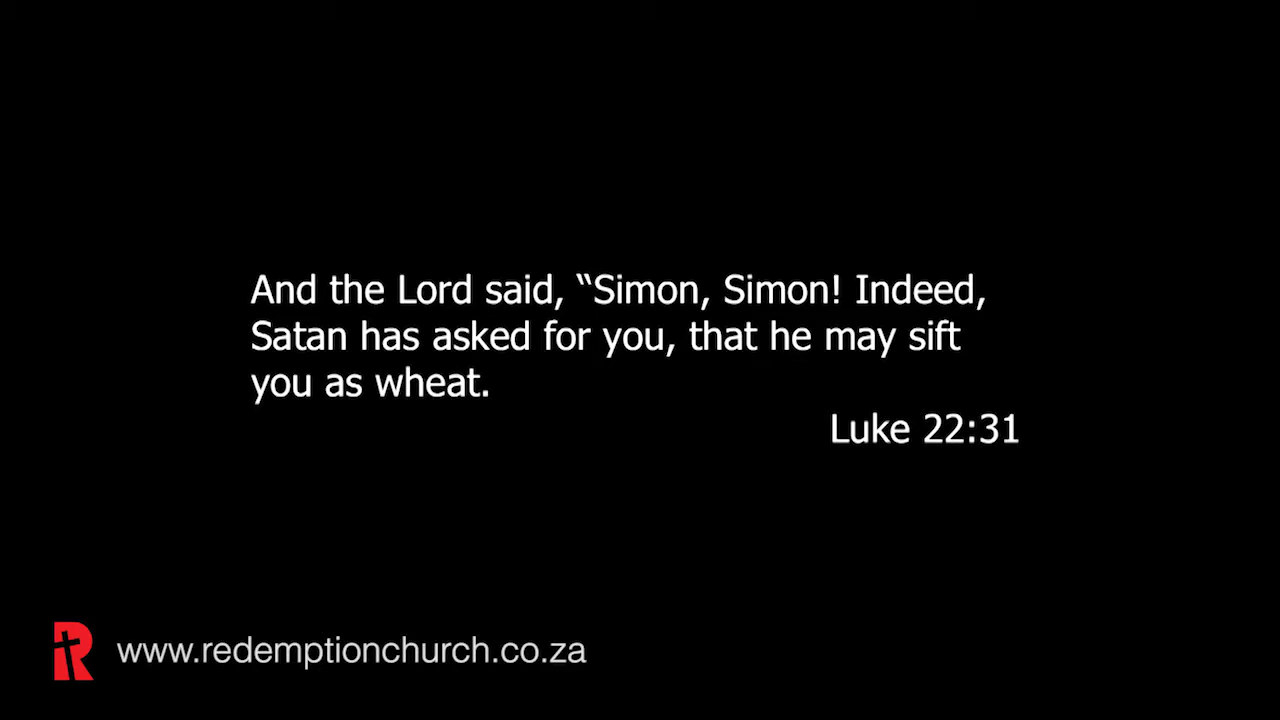 And the Lord said, “Simon, Simon! Indeed,
Satan has asked for you, that he may sift
you as wheat.
Luke 22:31
www.redemptionchurch.co.za